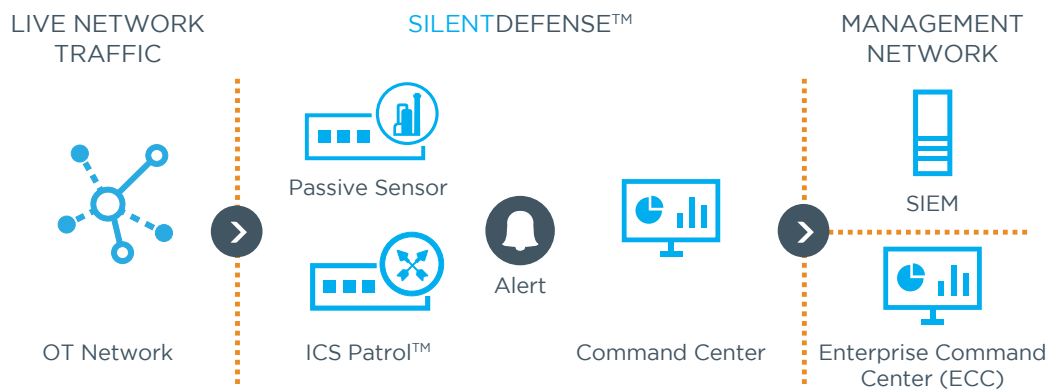 LIVE NETWORK
TRAFFIC
SILENTDEFENSE™
MANAGEMENT
NETWORK
Passive Sensor
SIEM
Alert
OT Network
ICS Patrol™
Command Center
Enterprise Command
Center (ECC)